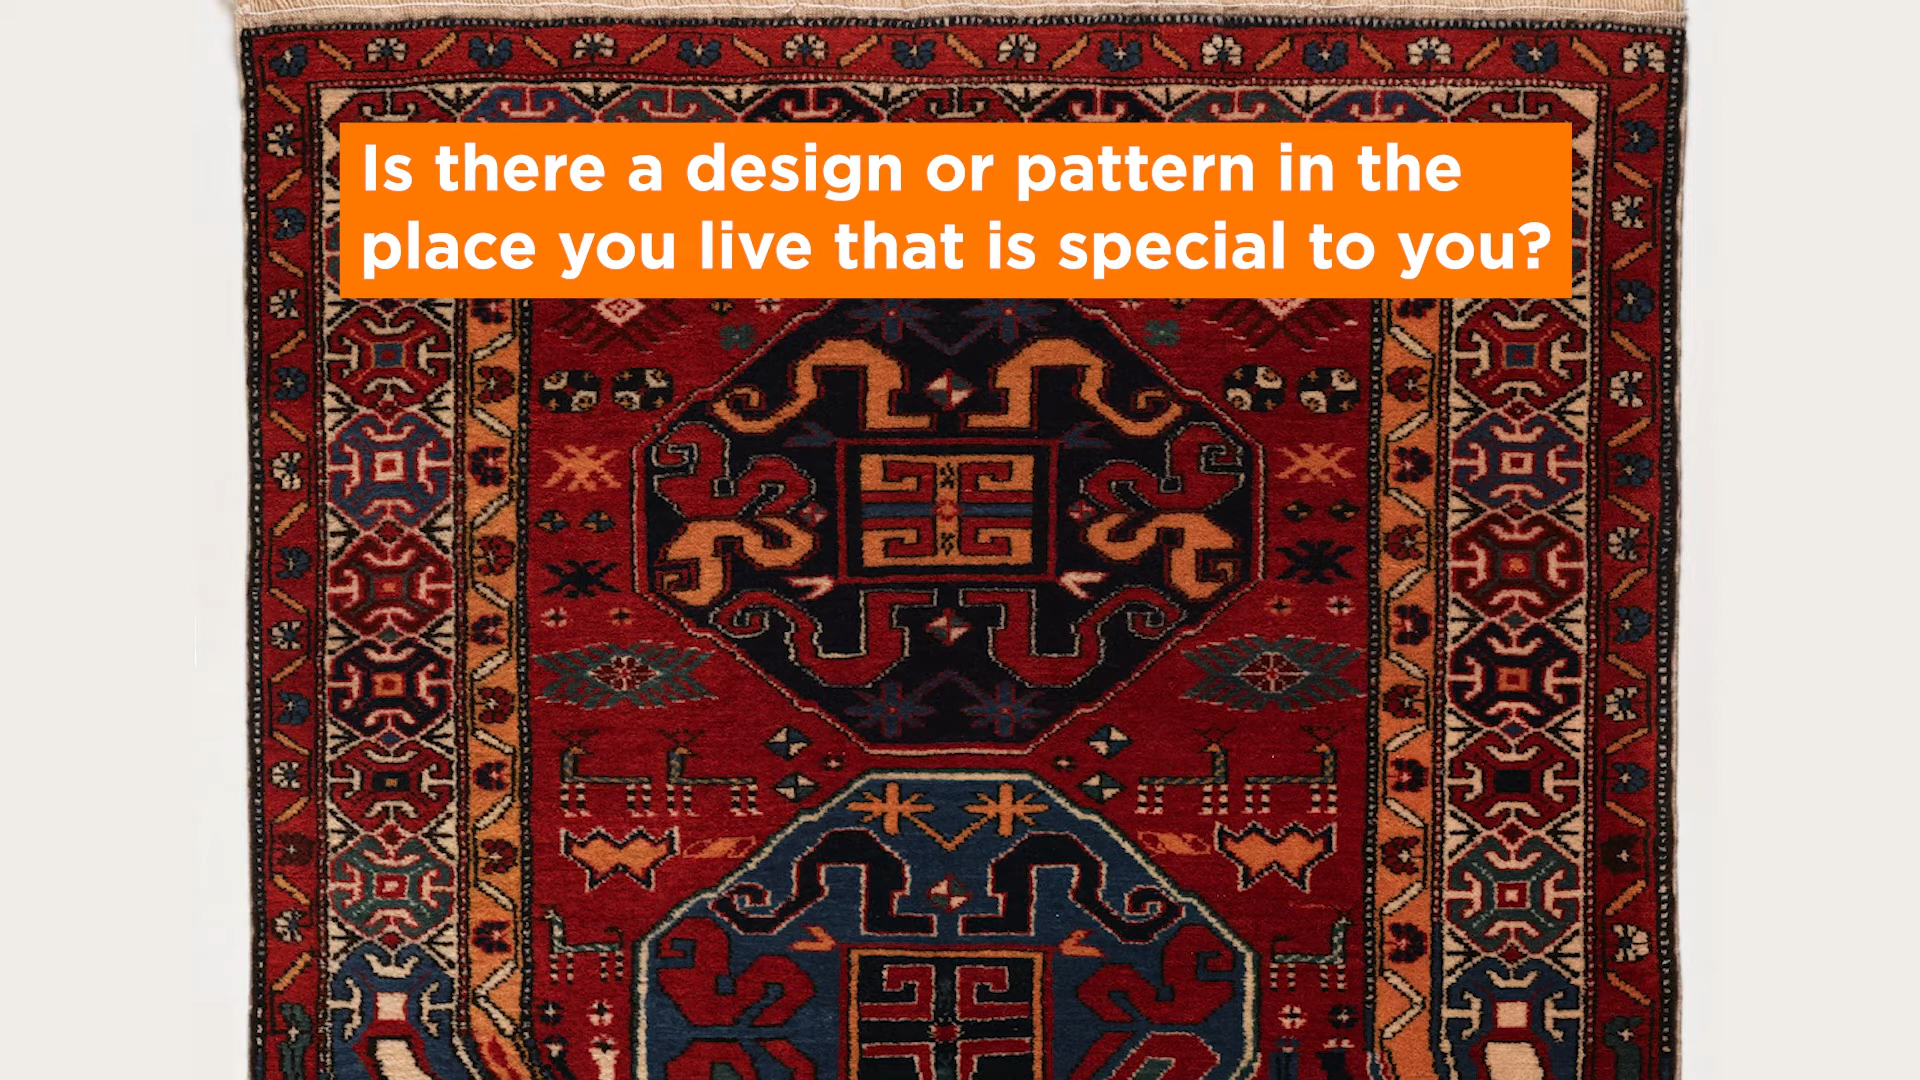 Is there a design or pattern in the
place you live that is special to you?